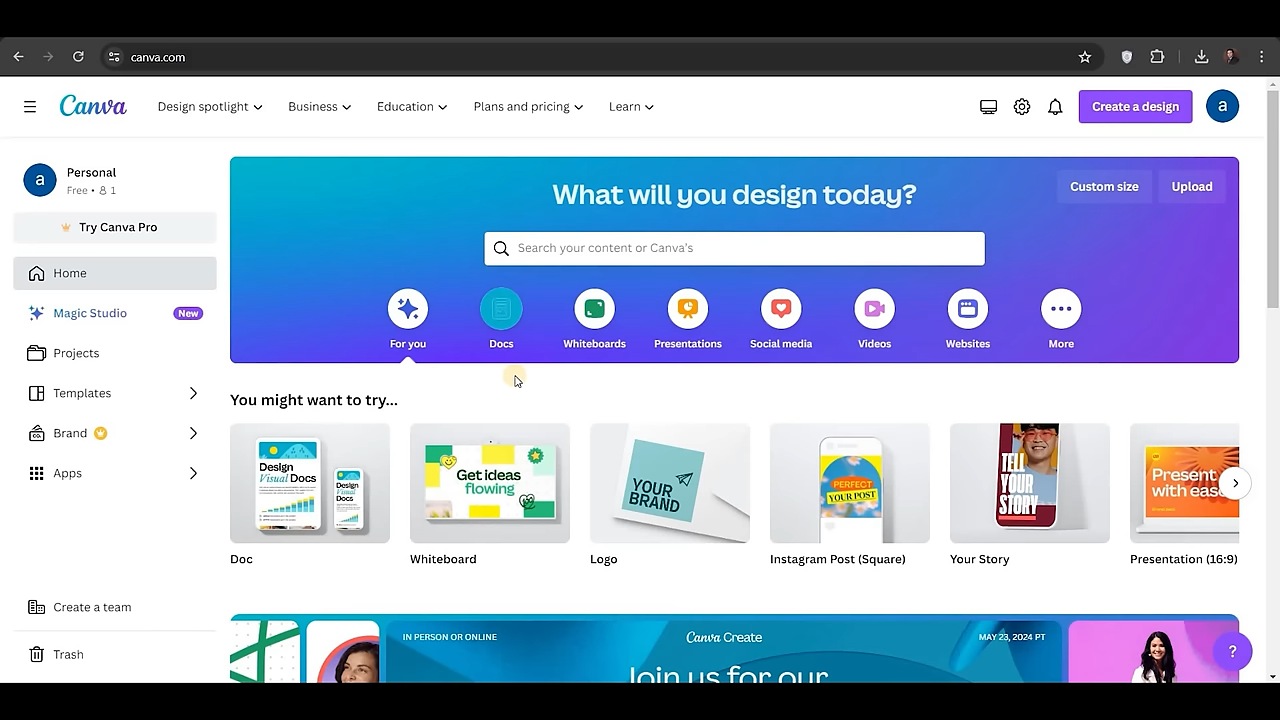 canva.com
Canva
Design spotlight
Business
Education
Plans and pricing
Learn
Create a design
a
a
Personal
Free • 1
Try Canva Pro
Home
Magic Studio
New
Projects
Templates
Brand
CO.
Apps
Create a team
Trash
What will you design today?
Custom size
Upload
Search your content or Canva's
For you
Docs
Whiteboards
Presentations
Social media
Videos
Websites
More
You might want to try...
Design
Visual Docs
Design
Visual
Docs
Doc
Get ideas
flowing
Whiteboard
YOUR
BRAND
Logo
PERFECT
YOUR POST
Instagram Post (Square)
TELL
YOUR
STORY
Your Story
Present
with ease
Presentation (16:9)
IN PERSON OR ONLINE
Canva Create
MAY 23, 2024 PT
Join us for our
?